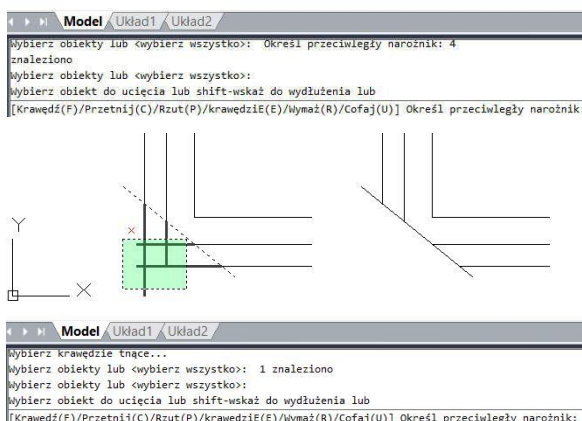 Model Układ1 Układ2
Wybierz obiekty lub <wybierz wszystko>:  Określ przeciwległy narożnik: 4
znaleziono
Wybierz obiekty lub <wybierz wszystko>:
Wybierz obiekt do ucięcia lub shift-wskaż do wydłużenia lub
[Krawędź(F)/Przetnij(C)/Rzut(P)/krawędziE(E)/Wymaż(R)/Cofaj(U)] Określ przeciwległy narożnik:
Y
X
Model Układ1 Układ2
Wybierz krawędzie tnące...
Wybierz obiekty lub <wybierz wszystko>:  1 znaleziono
Wybierz obiekty lub <wybierz wszystko>:
Wybierz obiekt do ucięcia lub shift-wskaż do wydłużenia lub
[Krawędź(F)/Przetnij(C)/Rzut(P)/krawędziE(E)/Wymaż(R)/Cofaj(U)] Określ przeciwległy narożnik: